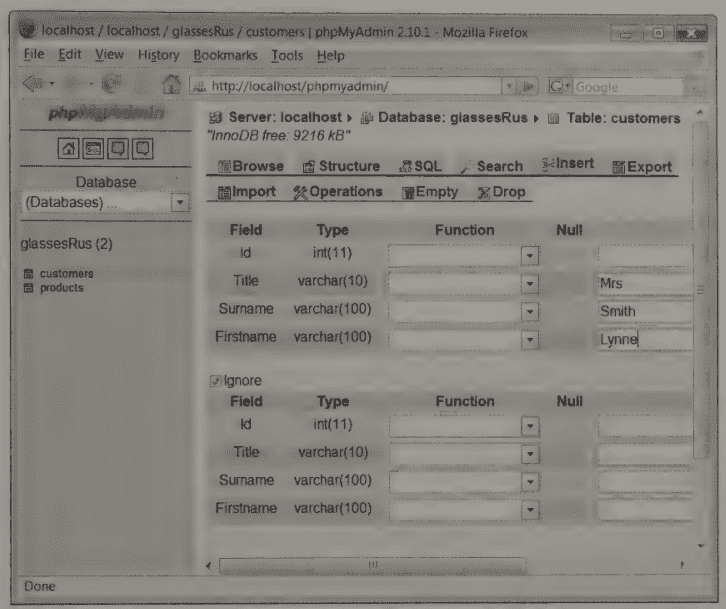 localhost / localhost / glassesRus / customers | phpMyAdmin 2.10.1 - Mozilla Firefox
File Edit View History Bookmarks Tools Help
http://localhost/phpmyadmin/ Google
phpMyAdmin
Server: localhost Database: glassesRus Table: customers
"InnoDB free: 9216 kB"
Browse Structure SQL Search Insert Export
Import Operations Empty Drop
Database
(Databases) ...
glassesRus (2)
customers
products
Field Type Function Null
Id int(11)
Title varchar(10) Mrs
Surname varchar(100) Smith
Firstname varchar(100) Lynne
Ignore
Field Type Function Null
Id int(11)
Title varchar(10)
Surname varchar(100)
Firstname varchar(100)
Done